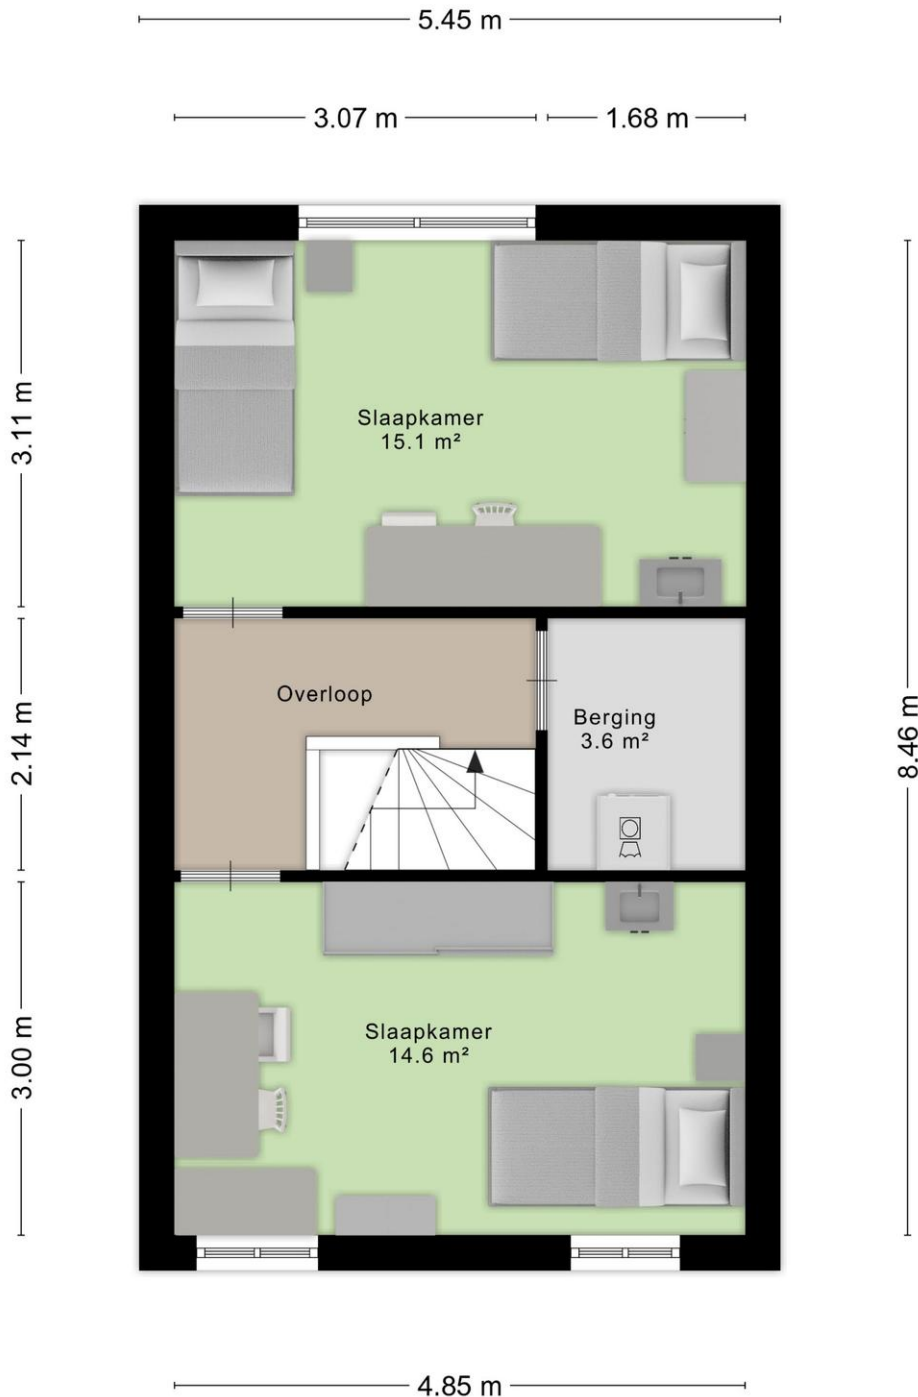 5.45 m
3.07 m
1.68 m
3.11 m
Slaapkamer
15.1 m²
Overloop
2.14 m
Berging
3.6 m²
8.46 m
Slaapkamer
14.6 m²
3.00 m
4.85 m